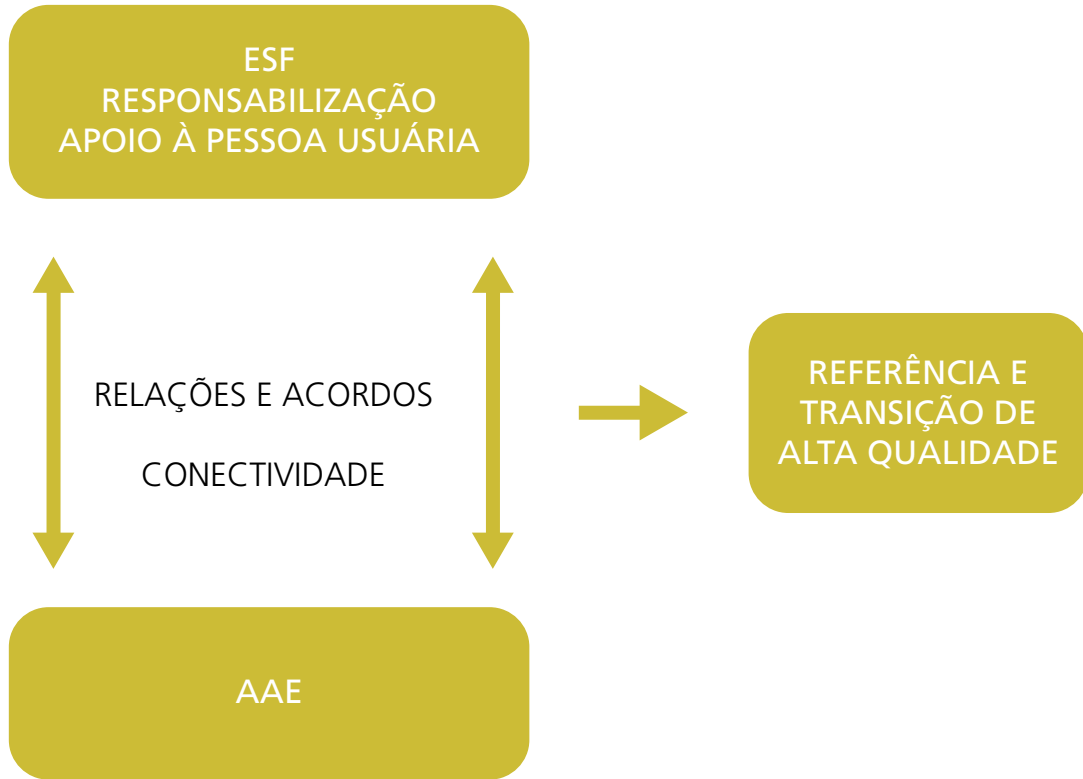 ESF
RESPONSABILIZAÇÃO
APOIO À PESSOA USUÁRIA
RELAÇÕES E ACORDOS
CONECTIVIDADE
REFERÊNCIA E
TRANSIÇÃO DE
ALTA QUALIDADE
AAE